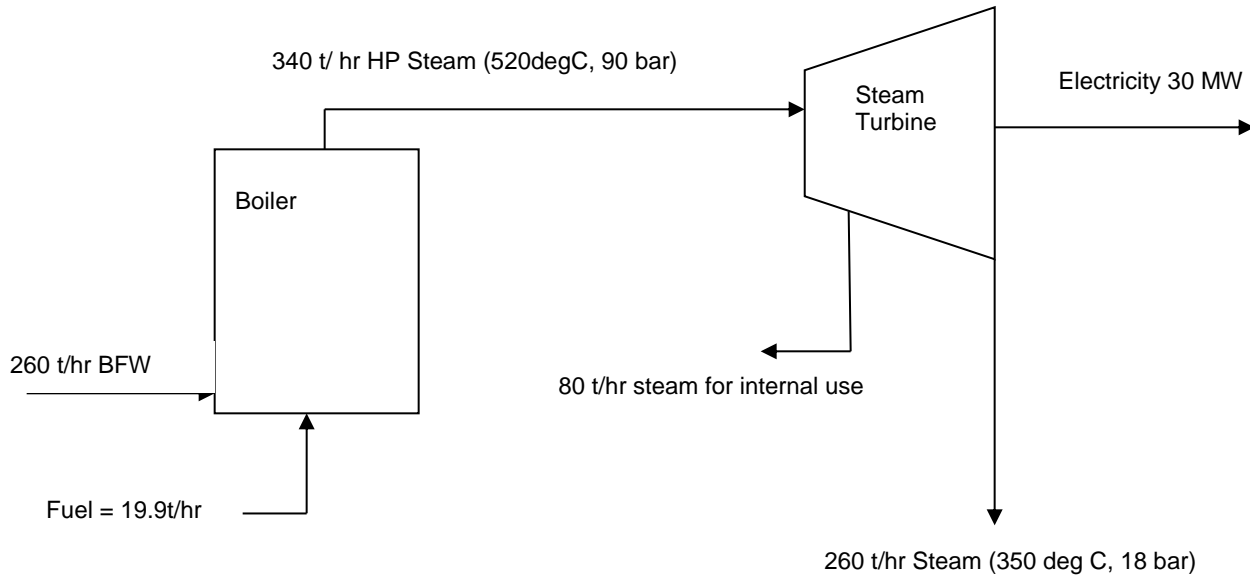 340 t/ hr HP Steam (520degC, 90 bar)
Electricity 30 MW
Steam
Turbine
Boiler
260 t/hr BFW
80 t/hr steam for internal use
Fuel = 19.9t/hr
260 t/hr Steam (350 deg C, 18 bar)